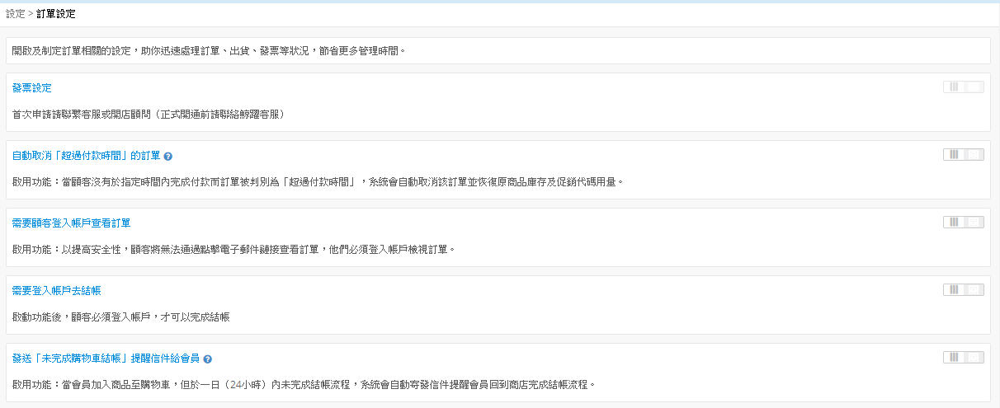 設定 > 訂單設定
開啟及制定訂單相關的設定，助你迅速處理訂單、出貨、發票等狀況，節省更多管理時間。
發票設定
首次申請請聯繫客服或開店顧問（正式開通前請聯絡鯨躍客服）
自動取消「超過付款時間」的訂單
啟用功能：當顧客沒有於指定時間內完成付款而訂單被判別為「超過付款時間」，系統會自動取消該訂單並恢復原商品庫存及促銷代碼用量。
需要顧客登入帳戶查看訂單
啟用功能：以提高安全性，顧客將無法通過點擊電子郵件鏈接查看訂單，他們必須登入帳戶檢視訂單。
需要登入帳戶去結帳
啟動功能後，顧客必須登入帳戶，才可以完成結帳
發送「未完成購物車結帳」提醒信件給會員
啟用功能：當會員加入商品至購物車，但於一日（24小時）內未完成結帳流程，系統會自動寄發信件提醒會員回到商店完成結帳流程。